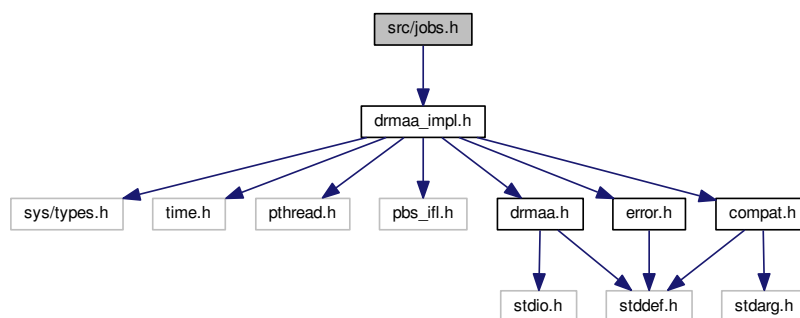 src/jobs.h
drmaa_impl.h
sys/types.h
time.h
pthread.h
pbs_ifl.h
drmaa.h
error.h
compat.h
stdio.h
stddef.h
stdarg.h